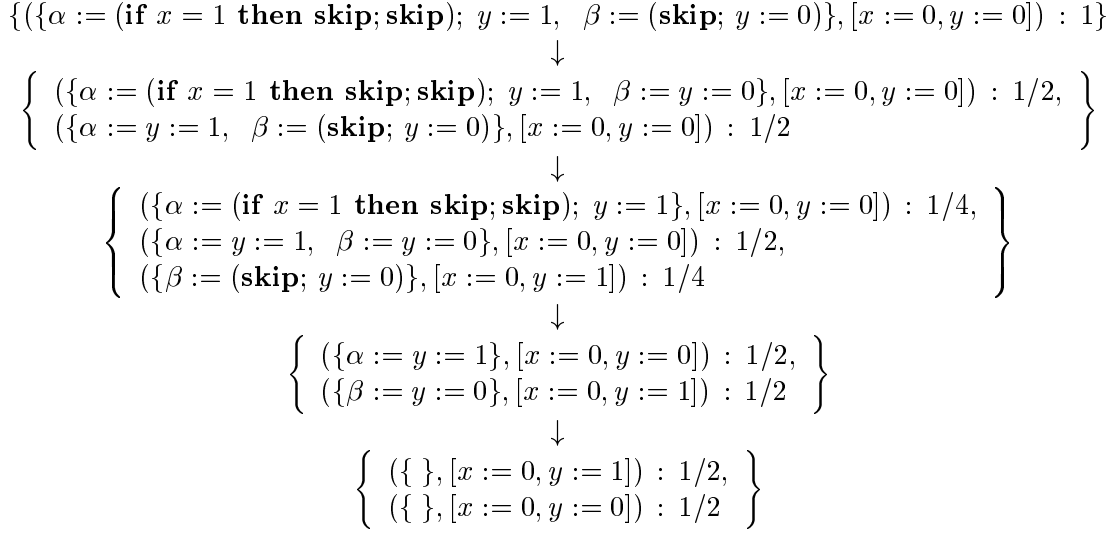 {({α := (if x = 1 then skip; skip); y := 1, β := (skip; y := 0)}, [x := 0, y := 0]) : 1}
↓
({α := (if x = 1 then skip; skip); y := 1, β := y := 0}, [x := 0, y := 0]) : 1/2,
({α := y := 1, β := (skip; y := 0)}, [x := 0, y := 0]) : 1/2
↓
({α := (if x = 1 then skip; skip); y := 1}, [x := 0, y := 0]) : 1/4,
({α := y := 1, β := y := 0}, [x := 0, y := 0]) : 1/2,
({β := (skip; y := 0)}, [x := 0, y := 1]) : 1/4
↓
({α := y := 1}, [x := 0, y := 0]) : 1/2,
({β := y := 0}, [x := 0, y := 1]) : 1/2
↓
({ }, [x := 0, y := 1]) : 1/2,
({ }, [x := 0, y := 0]) : 1/2